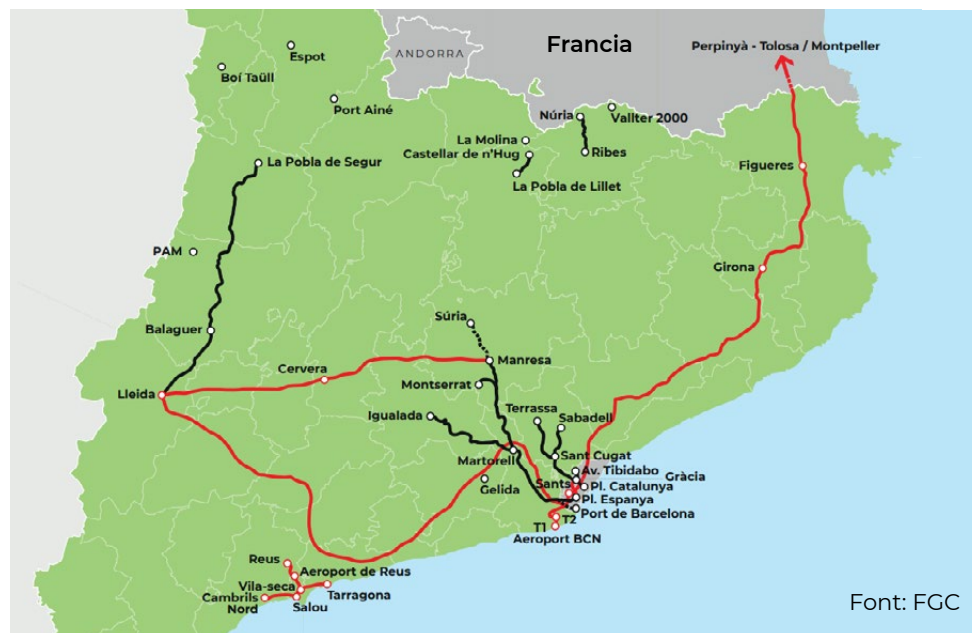 Francia
Perpinyà - Tolosa / Montpeller
Espot
ANDORRA
Boí Taüll
Port Ainé
Núria
Vallter 2000
La Molina
Castellar de n'Hug
Ribes
La Pobla de Segur
Figueres
La Pobla de Lillet
PAM
Girona
Súria
Balaguer
Manresa
Cervera
Montserrat
Lleida
Terrassa
Igualada
Sabadell
Martorell
Sant Cugat
Av. Tibidabo
Gràcia
Sants
Pl. Catalunya
Gelida
Pl. Espanya
Port de Barcelona
T1
T2
Aeroport BCN
Reus
Aeroport de Reus
Vila-seca
Tarragona
Cambrils
Nord
Salou
Font: FGC